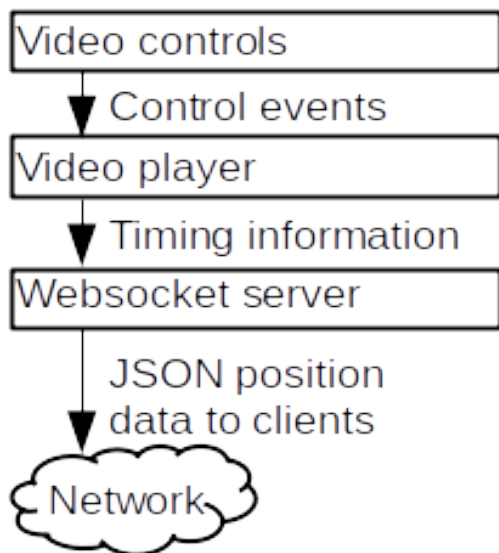 Video controls
Control events
Video player
Timing information
Websocket server
JSON position
data to clients
Network